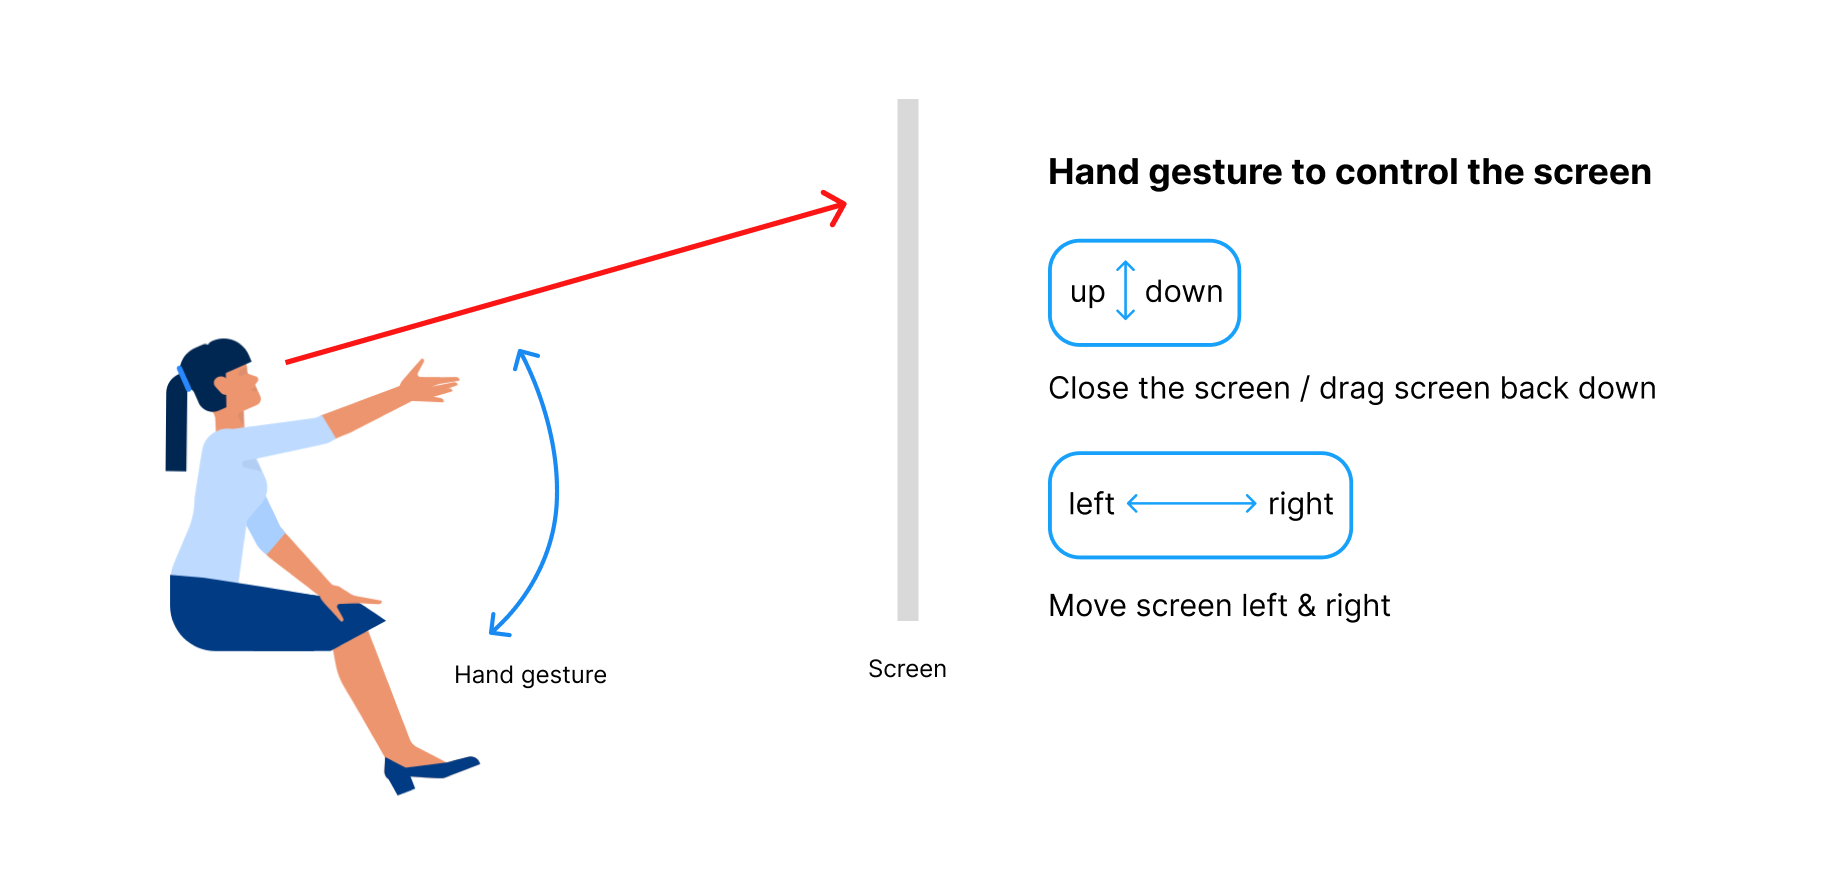 Hand gesture to control the screen
up down
Close the screen / drag screen back down
left right
Move screen left & right
Hand gesture
Screen